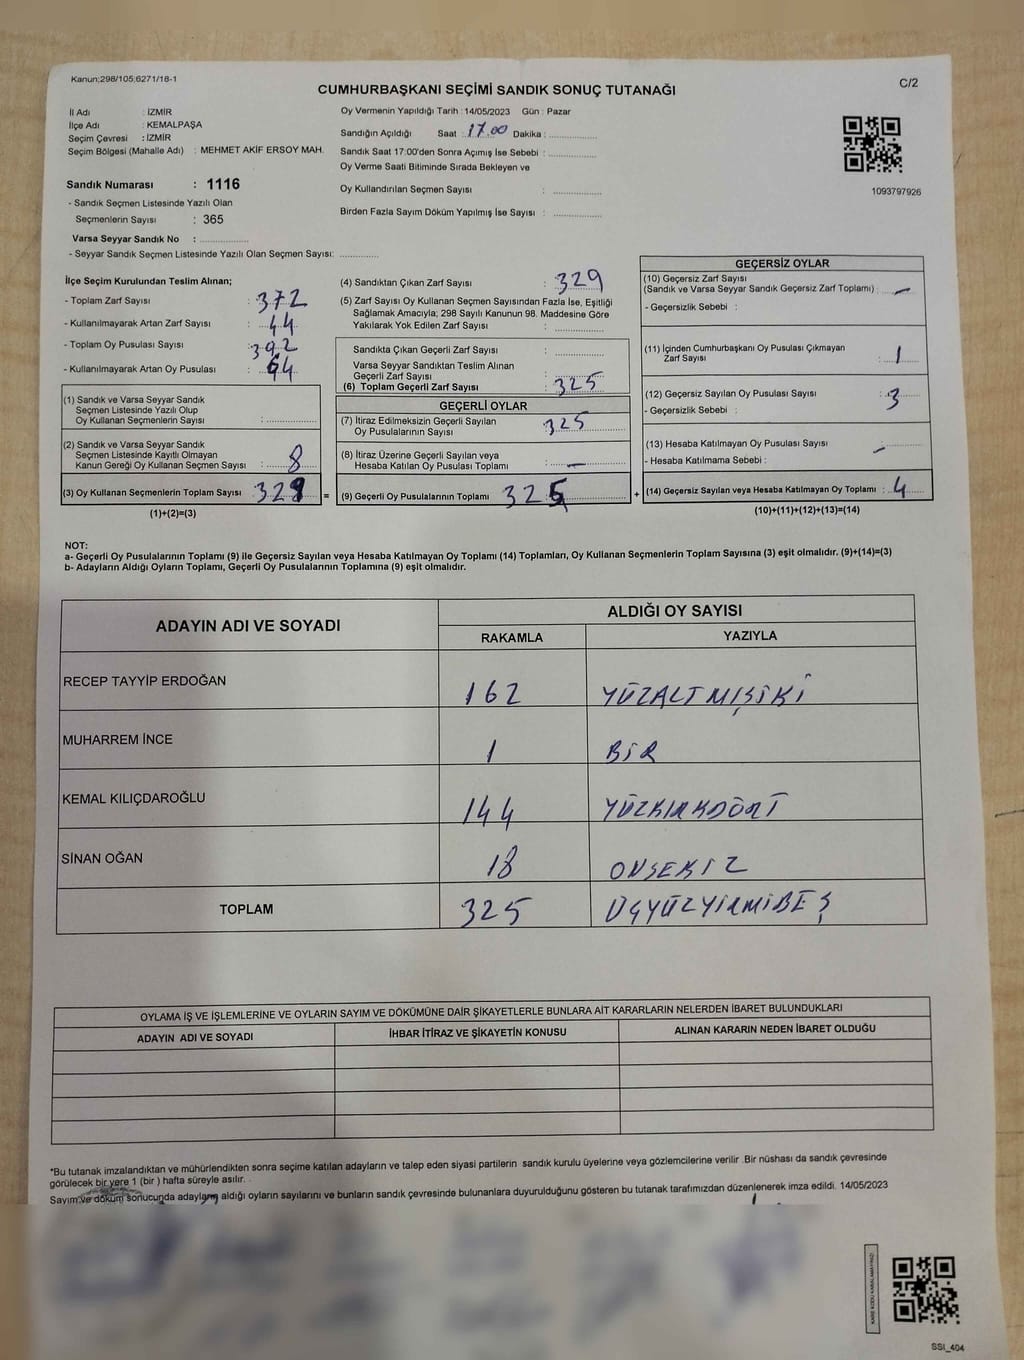 Kanun;298/105;6271/18-1
C/2
CUMHURBAŞKANI SEÇİMİ SANDIK SONUÇ TUTANAĞI
İl Adı : İZMİR
İlçe Adı : KEMALPAŞA
Seçim Çevresi : İZMİR
Seçim Bölgesi (Mahalle Adı) : MEHMET AKİF ERSOY MAH.
Sandık Numarası : 1116
- Sandık Seçmen Listesinde Yazılı Olan
Seçmenlerin Sayısı : 365
Varsa Seyyar Sandık No : ...............
- Seyyar Sandık Seçmen Listesinde Yazılı Olan Seçmen Sayısı: ............
Oy Vermenin Yapıldığı Tarih : 14/05/2023 Gün : Pazar
Sandığın Açıldığı Saat : 17.00 Dakika : ...............
Sandık Saat 17:00'den Sonra Açımış İse Sebebi : ...............
Oy Verme Saati Bitiminde Sırada Bekleyen ve
Oy Kullandırılan Seçmen Sayısı : ...............
Birden Fazla Sayım Döküm Yapılmış İse Sayısı : ...............
1093797926
İlçe Seçim Kurulundan Teslim Alınan;
- Toplam Zarf Sayısı : 372
- Kullanılmayarak Artan Zarf Sayısı : 44
- Toplam Oy Pusulası Sayısı : 392
- Kullanılmayarak Artan Oy Pusulası : 64
(1) Sandık ve Varsa Seyyar Sandık
Seçmen Listesinde Yazılı Olup
Oy Kullanan Seçmenlerin Sayısı : ...............
(2) Sandık ve Varsa Seyyar Sandık
Seçmen Listesinde Kayıtlı Olmayan
Kanun Gereği Oy Kullanan Seçmen Sayısı : 8
(3) Oy Kullanan Seçmenlerin Toplam Sayısı : 329 =
(1)+(2)=(3)
(4) Sandıktan Çıkan Zarf Sayısı : 329
(5) Zarf Sayısı Oy Kullanan Seçmen Sayısından Fazla İse, Eşitliği
Sağlamak Amacıyla; 298 Sayılı Kanunun 98. Maddesine Göre
Yakılarak Yok Edilen Zarf Sayısı : ...............
Sandıkta Çıkan Geçerli Zarf Sayısı : ...............
Varsa Seyyar Sandıktan Teslim Alınan
Geçerli Zarf Sayısı : ...............
(6) Toplam Geçerli Zarf Sayısı : 325
GEÇERLİ OYLAR
(7) İtiraz Edilmeksizin Geçerli Sayılan
Oy Pusulalarının Sayısı : 325
(8) İtiraz Üzerine Geçerli Sayılan veya
Hesaba Katılan Oy Pusulası Toplamı : —
(9) Geçerli Oy Pusulalarının Toplamı : 325 +
GEÇERSİZ OYLAR
(10) Geçersiz Zarf Sayısı
(Sandık ve Varsa Seyyar Sandık Geçersiz Zarf Toplamı) : —
- Geçersizlik Sebebi :
(11) İçinden Cumhurbaşkanı Oy Pusulası Çıkmayan
Zarf Sayısı : 1
(12) Geçersiz Sayılan Oy Pusulası Sayısı : 3
- Geçersizlik Sebebi :
(13) Hesaba Katılmayan Oy Pusulası Sayısı : —
- Hesaba Katılmama Sebebi :
(14) Geçersiz Sayılan veya Hesaba Katılmayan Oy Toplamı : 4
(10)+(11)+(12)+(13)=(14)
NOT:
a- Geçerli Oy Pusulalarının Toplamı (9) ile Geçersiz Sayılan veya Hesaba Katılmayan Oy Toplamı (14) Toplamları, Oy Kullanan Seçmenlerin Toplam Sayısına (3) eşit olmalıdır. (9)+(14)=(3)
b- Adayların Aldığı Oyların Toplamı, Geçerli Oy Pusulalarının Toplamına (9) eşit olmalıdır.
ADAYIN ADI VE SOYADI
ALDIĞI OY SAYISI
RAKAMLA YAZIYLA
RECEP TAYYİP ERDOĞAN 162 YÜZALTMIŞİKİ
MUHARREM İNCE 1 BİR
KEMAL KILIÇDAROĞLU 144 YÜZKIRKDÖRT
SİNAN OĞAN 18 ONSEKİZ
TOPLAM 325 ÜÇYÜZYİRMİBEŞ
OYLAMA İŞ VE İŞLEMLERİNE VE OYLARIN SAYIM VE DÖKÜMÜNE DAİR ŞİKAYETLERLE BUNLARA AİT KARARLARIN NELERDEN İBARET BULUNDUKLARI
ADAYIN ADI VE SOYADI İHBAR İTİRAZ VE ŞİKAYETİN KONUSU ALINAN KARARIN NEDEN İBARET OLDUĞU
*Bu tutanak imzalandıktan ve mühürlendikten sonra seçime katılan adayların ve talep eden siyasi partilerin sandık kurulu üyelerine veya gözlemcilerine verilir .Bir nüshası da sandık çevresinde
görülecek bir yere 1 (bir ) hafta süreyle asılır.
Sayım ve döküm sonucunda adayların aldığı oyların sayılarını ve bunların sandık çevresinde bulunanlara duyurulduğunu gösteren bu tutanak tarafımızdan düzenlenerek imza edildi. 14/05/2023
KARE KODU KARALAMAYINIZ!
SSI_404